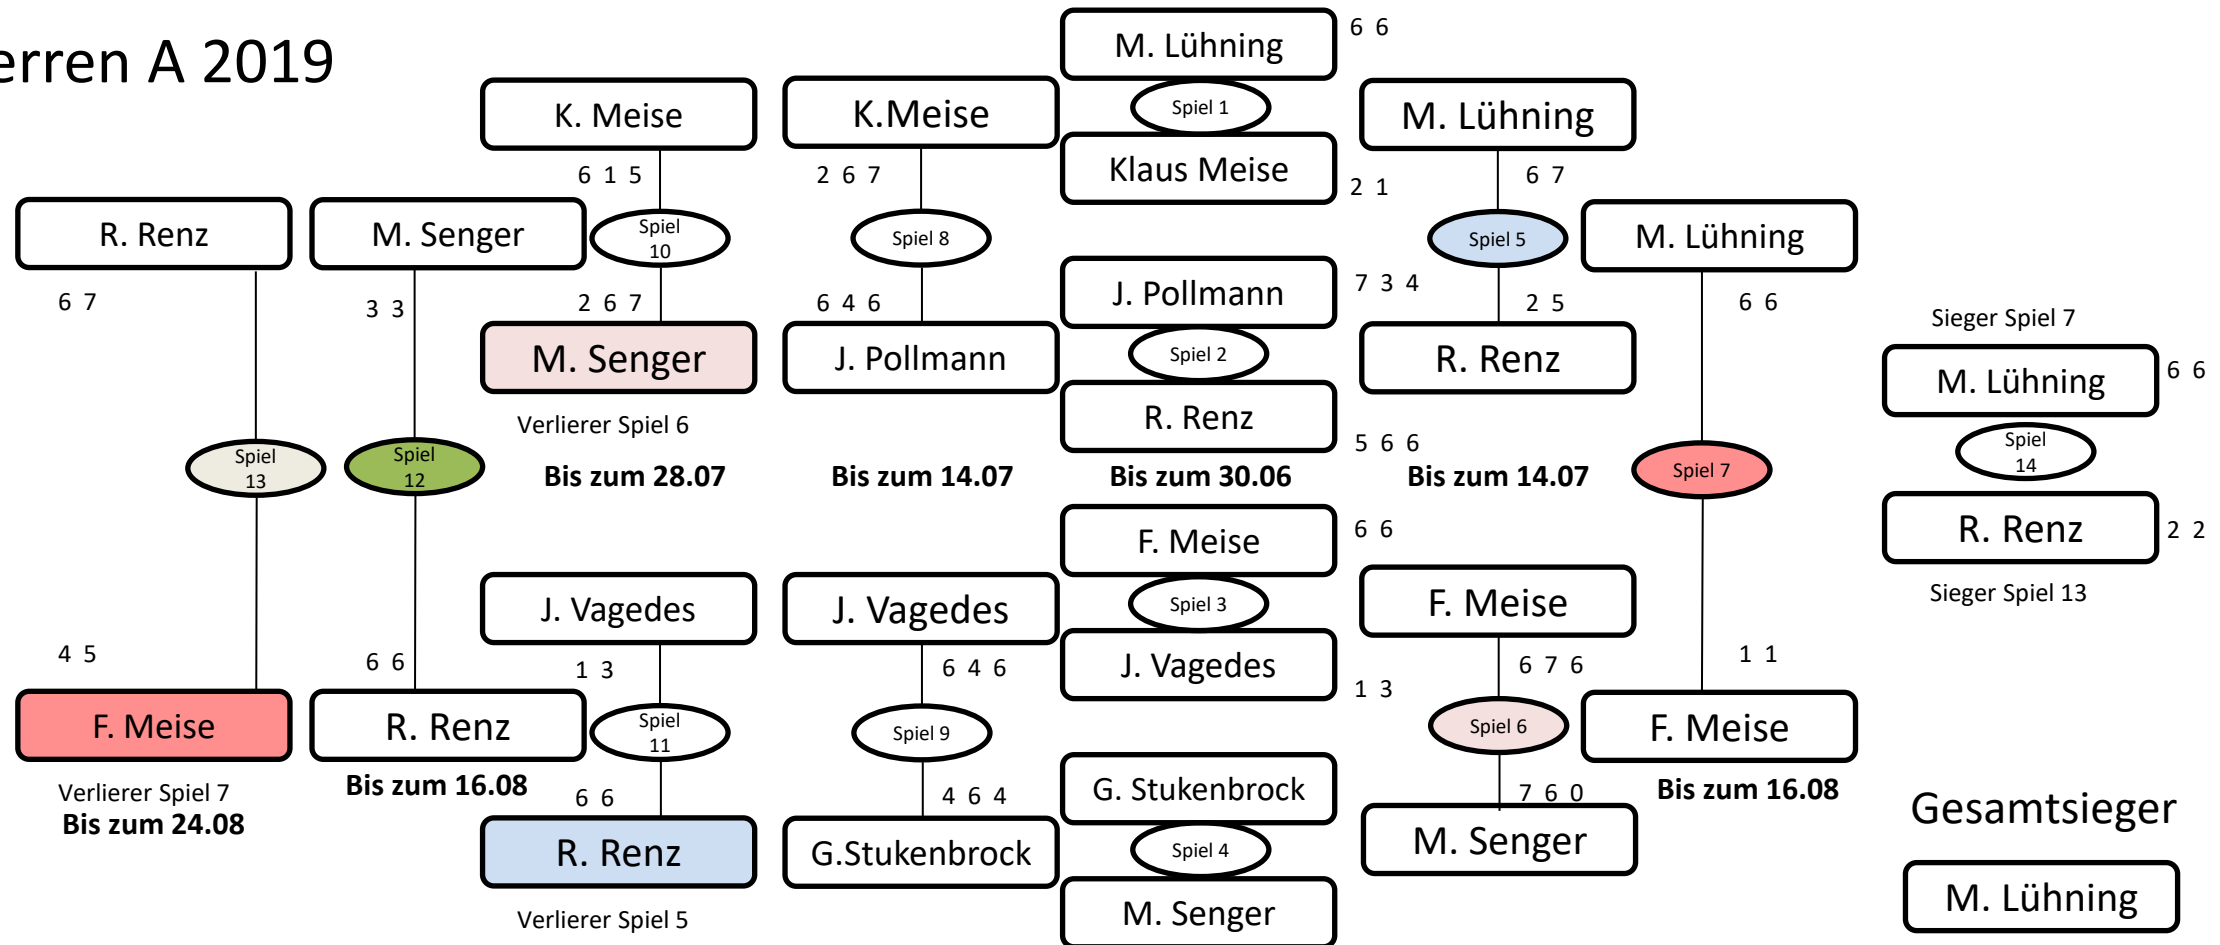 erren A 2019
R. Renz
6 7
Spiel
13
4 5
F. Meise
Verlierer Spiel 7
Bis zum 24.08
M. Senger
3 3
Spiel
12
6 6
R. Renz
Bis zum 16.08
K. Meise
6 1 5
Spiel
10
2 6 7
M. Senger
Verlierer Spiel 6
Bis zum 28.07
J. Vagedes
1 3
Spiel
11
6 6
R. Renz
Verlierer Spiel 5
K.Meise
2 6 7
Spiel 8
6 4 6
J. Pollmann
Bis zum 14.07
J. Vagedes
6 4 6
Spiel 9
4 6 4
G.Stukenbrock
M. Lühning
6 6
Spiel 1
Klaus Meise
2 1
J. Pollmann
7 3 4
Spiel 2
R. Renz
5 6 6
Bis zum 30.06
F. Meise
6 6
Spiel 3
J. Vagedes
1 3
G. Stukenbrock
Spiel 4
M. Senger
M. Lühning
6 7
Spiel 5
2 5
R. Renz
Bis zum 14.07
F. Meise
6 7 6
Spiel 6
7 6 0
M. Senger
M. Lühning
6 6
Spiel 7
1 1
F. Meise
Bis zum 16.08
Sieger Spiel 7
M. Lühning
6 6
Spiel
14
R. Renz
2 2
Sieger Spiel 13
Gesamtsieger
M. Lühning